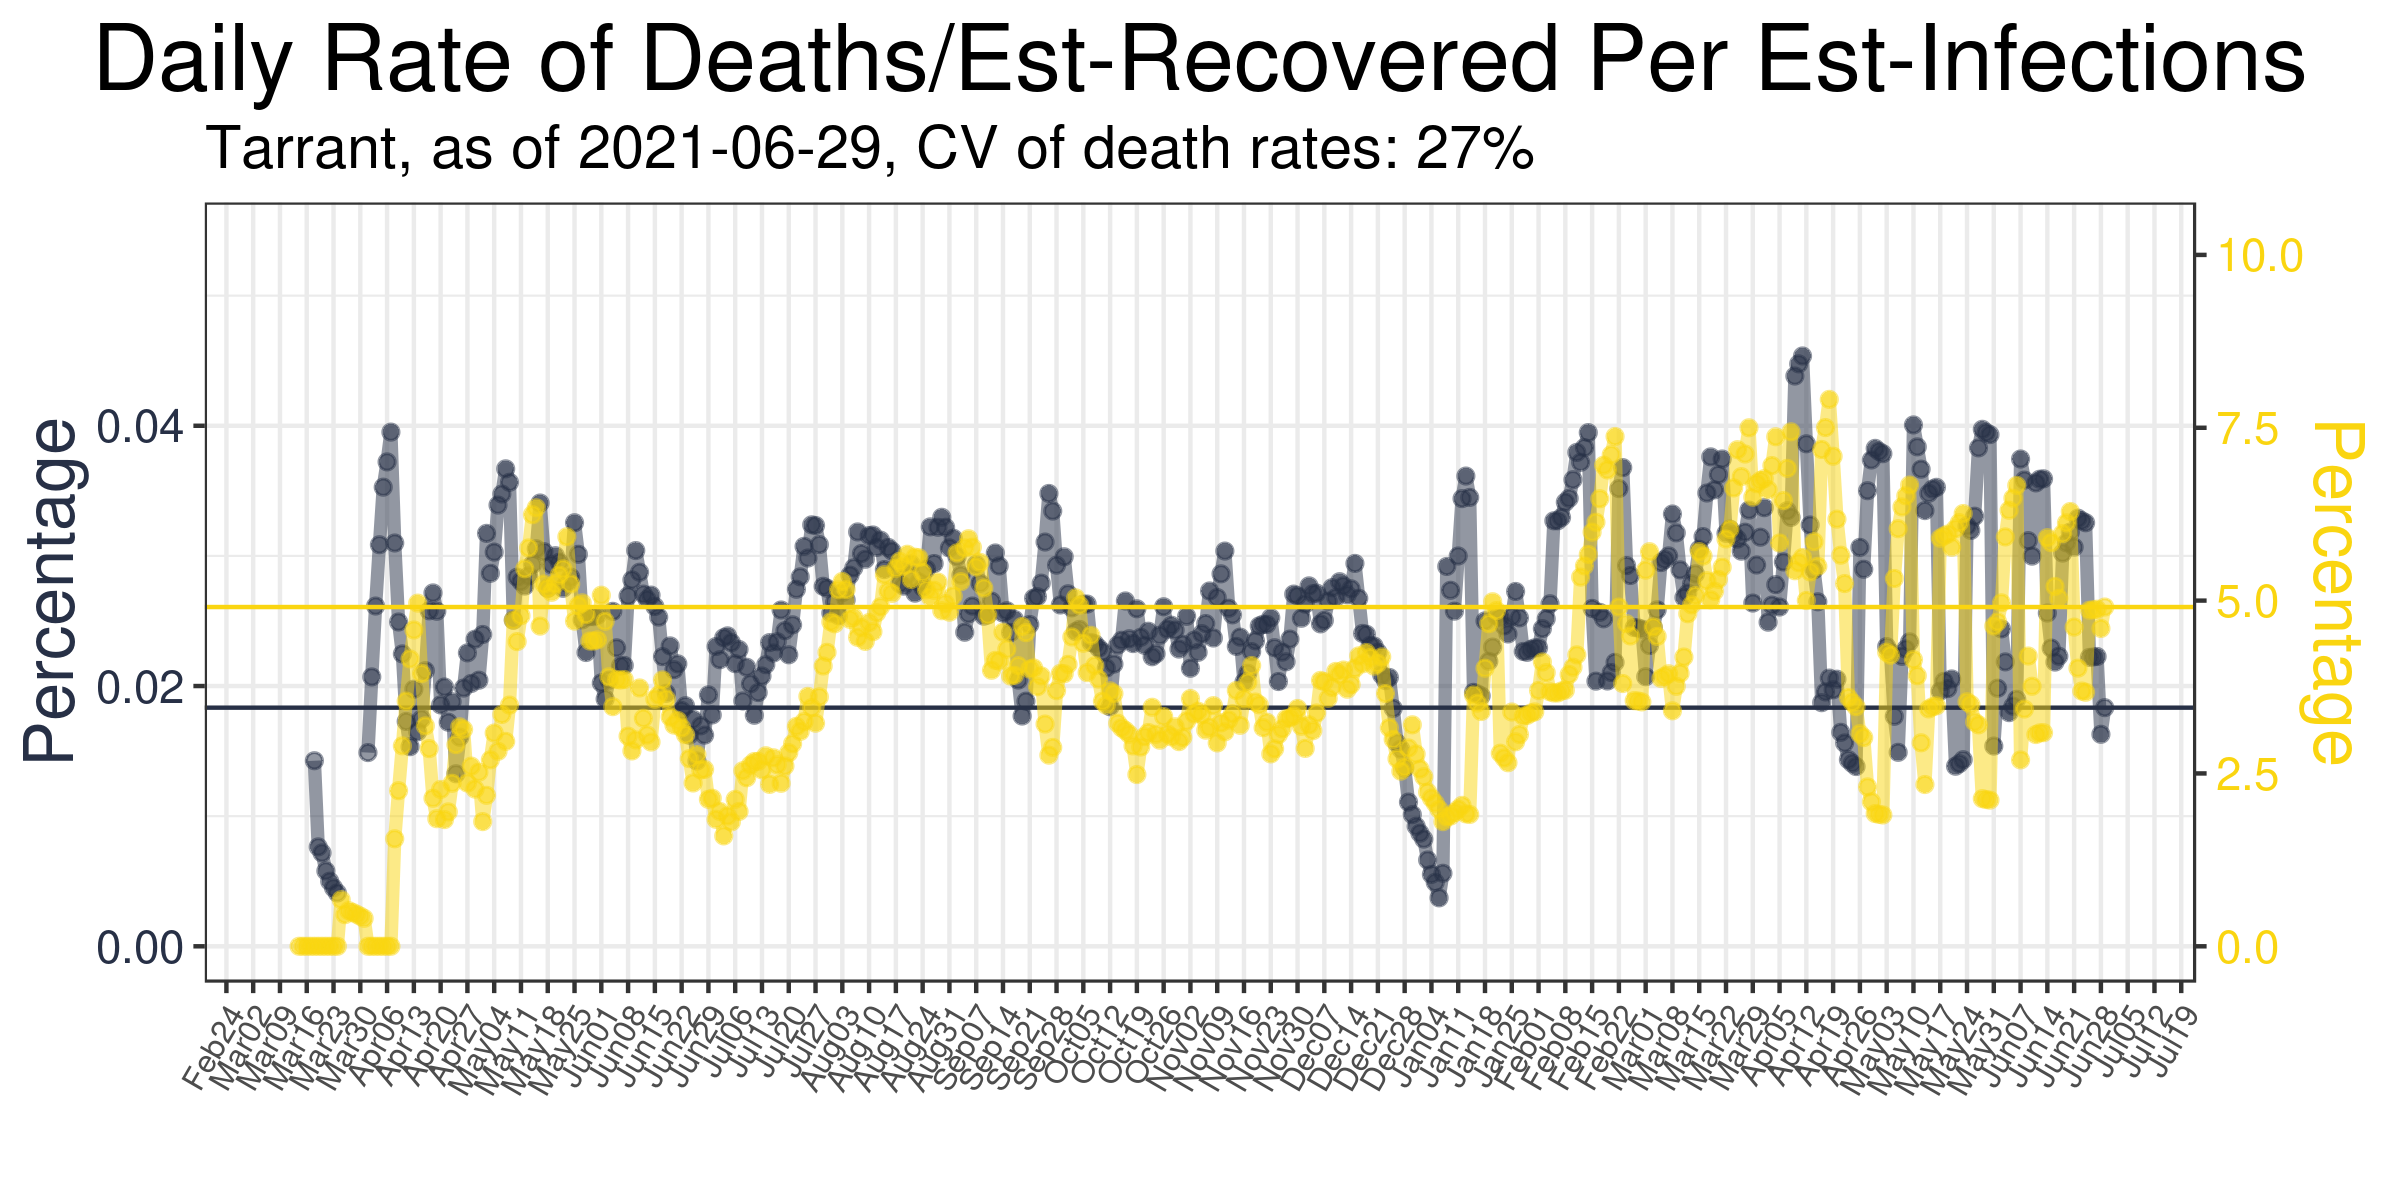 Daily Rate of Deaths/Est-Recovered Per Est-Infections
Tarrant, as of 2021-06-29, CV of death rates: 27%
Percentage
0.04
0.02
0.00
10.0
7.5
5.0
2.5
0.0
Percentage
Feb24
Mar02
Mar09
Mar16
Mar23
Mar30
Apr06
Apr13
Apr20
Apr27
May04
May11
May18
May25
Jun01
Jun08
Jun15
Jun22
Jun29
Jul06
Jul13
Jul20
Jul27
Aug03
Aug10
Aug17
Aug24
Aug31
Sep07
Sep14
Sep21
Sep28
Oct05
Oct12
Oct19
Oct26
Nov02
Nov09
Nov16
Nov23
Nov30
Dec07
Dec14
Dec21
Dec28
Jan04
Jan11
Jan18
Jan25
Feb01
Feb08
Feb15
Feb22
Mar01
Mar08
Mar15
Mar22
Mar29
Apr05
Apr12
Apr19
Apr26
May03
May10
May17
May24
May31
Jun07
Jun14
Jun21
Jun28
Jul05
Jul12
Jul19